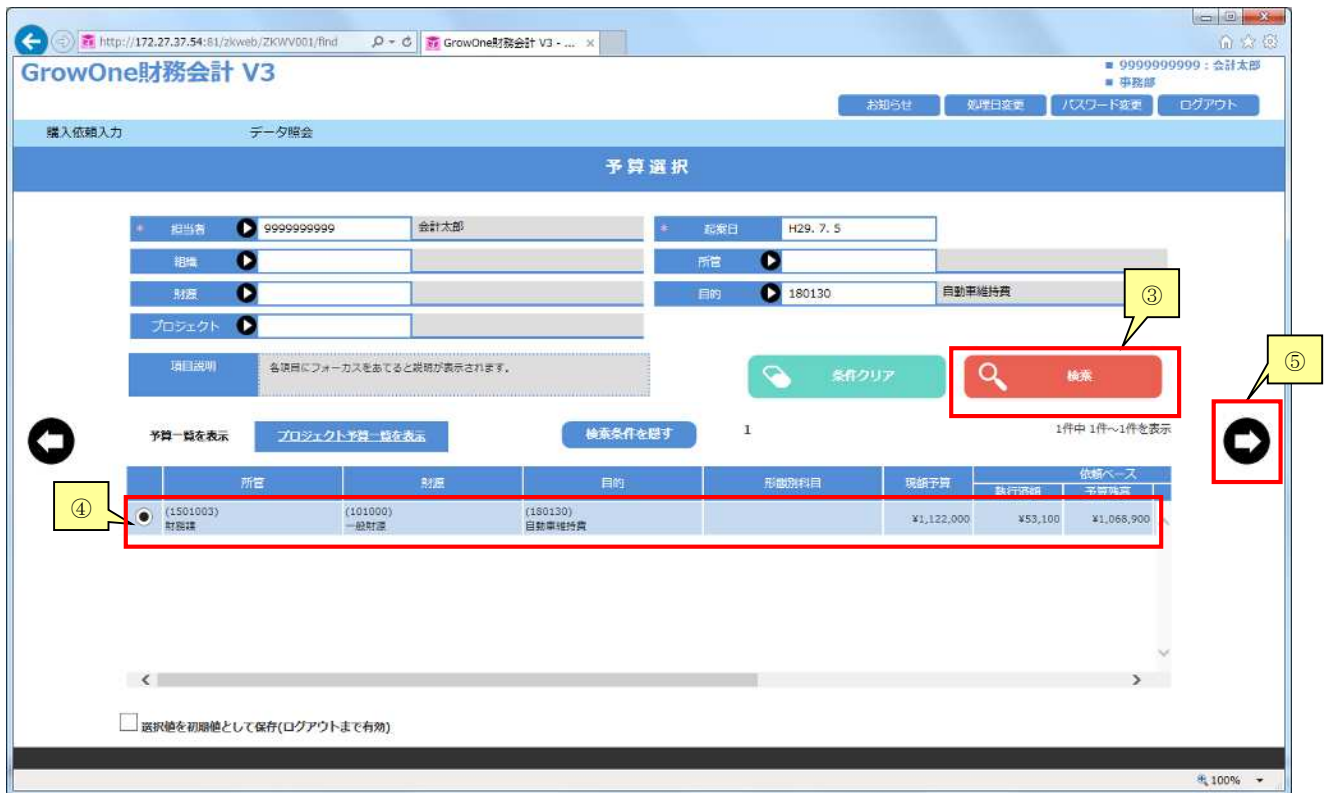 http://172.27.37.54:81/zkweb/ZKWV001/find
GrowOne財務会計 V3 - ...
GrowOne財務会計 V3
9999999999：会計太郎
事務部
お知らせ 処理日変更 パスワード変更 ログアウト
購入依頼入力 データ照会
予算選択
* 担当者 9999999999 会計太郎 * 起案日 H29. 7. 5
組織 所管
財源 目的 180130 自動車維持費
③
プロジェクト
項目説明 各項目にフォーカスをあてると説明が表示されます。 条件クリア 検索
⑤
予算一覧を表示 プロジェクト予算一覧を表示 検索条件を隠す 1 1件中 1件～1件を表示
所管 財源 目的 形態別科目 現額予算 依頼ベース
執行済額 予算残高
④
(1501003) (101000) (180130)
財務課 一般財源 自動車維持費 ¥1,122,000 ¥53,100 ¥1,068,900
選択値を初期値として保存(ログアウトまで有効)
100%